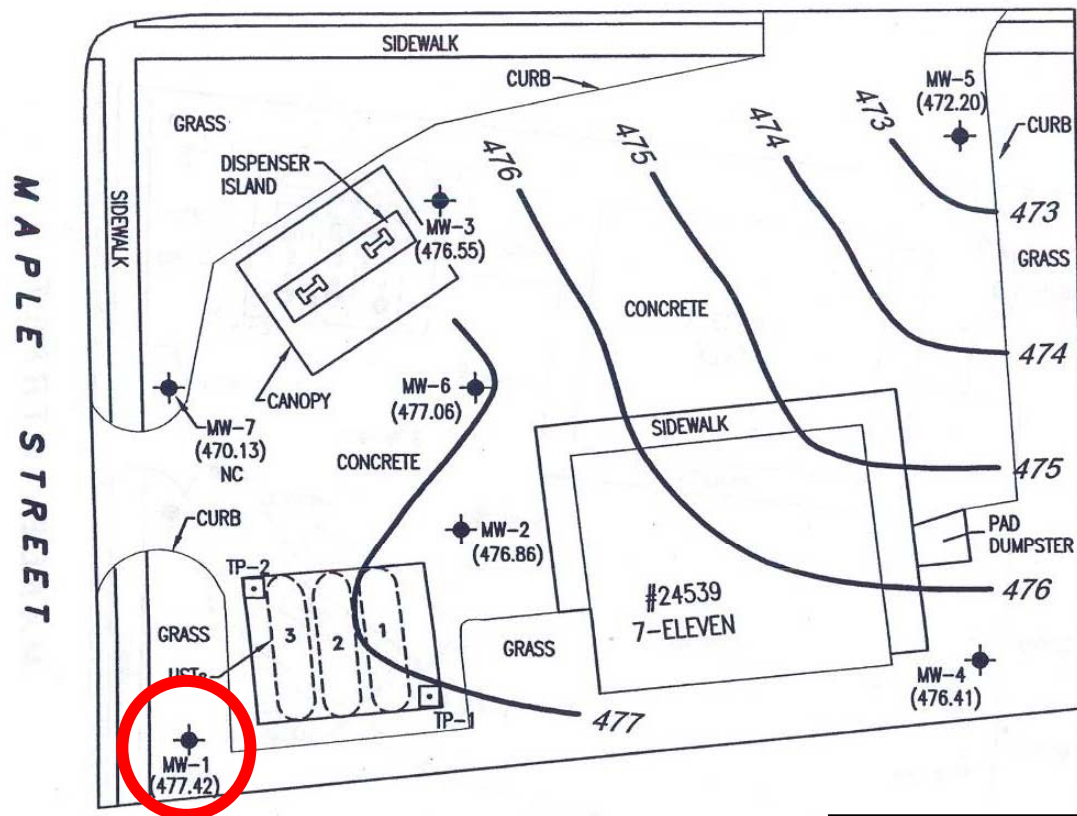 SIDEWALK
CURB
MW-5
(472.20)
CURB
GRASS
DISPENSER
ISLAND
SIDEWALK
476
475
474
473
MW-3
(476.55)
473
GRASS
CONCRETE
474
MAPLE STREET
CANOPY
MW-6
(477.06)
MW-7
(470.13)
NC
CONCRETE
SIDEWALK
475
CURB
MW-2
(476.86)
PAD
DUMPSTER
TP-2
#24539
7-ELEVEN
476
GRASS
3
2
1
GRASS
USTs
MW-4
(476.41)
TP-1
477
MW-1
(477.42)